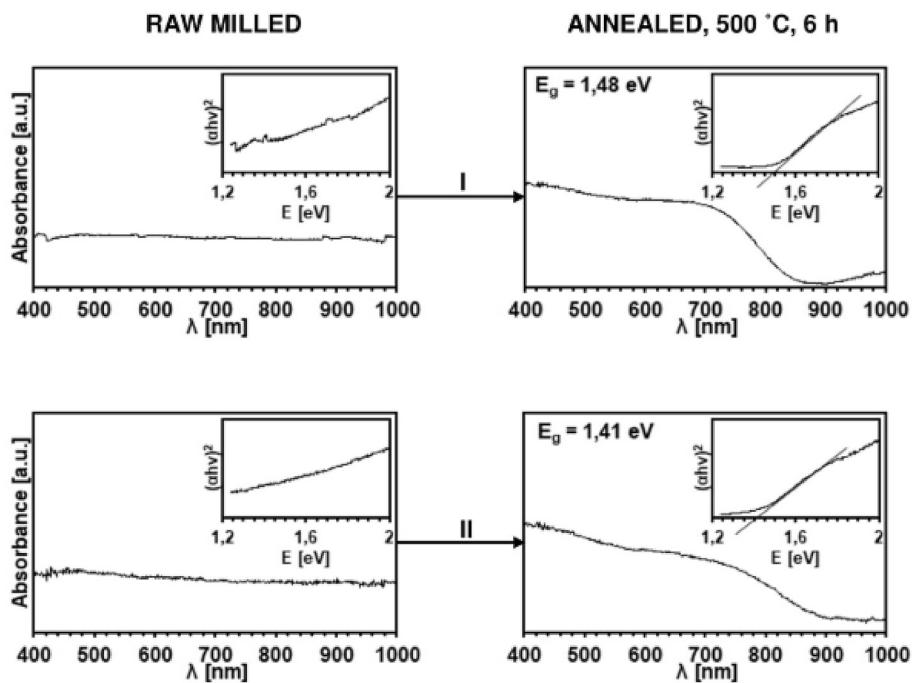 RAW MILLED
ANNEALED, 500 ˚C, 6 h
Absorbance [a.u.]
(αhν)²
1,2 1,6 2
E [eV]
400 500 600 700 800 900 1000
λ [nm]
I
E_g = 1,48 eV
(αhν)²
1,2 1,6 2
E [eV]
400 500 600 700 800 900 1000
λ [nm]
Absorbance [a.u.]
(αhν)²
1,2 1,6 2
E [eV]
400 500 600 700 800 900 1000
λ [nm]
II
E_g = 1,41 eV
(αhν)²
1,2 1,6 2
E [eV]
400 500 600 700 800 900 1000
λ [nm]